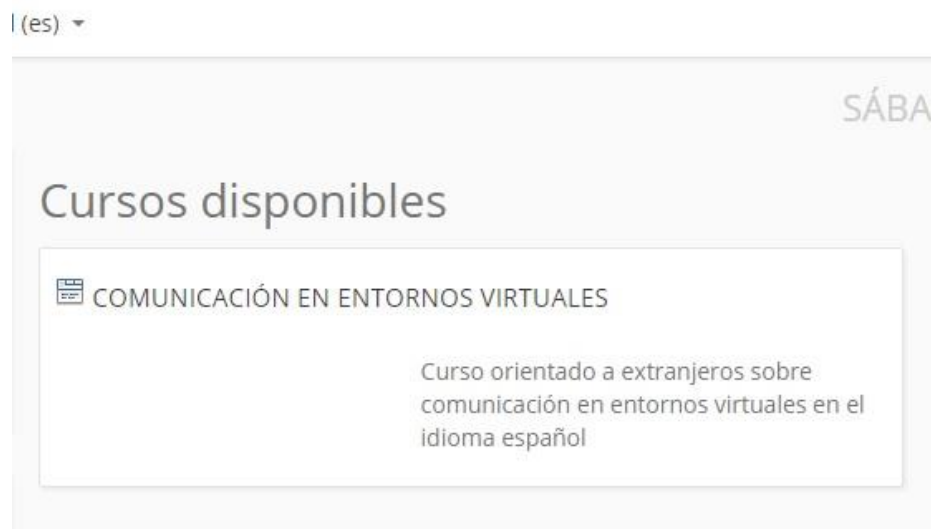 (es)
SÁBA
Cursos disponibles
COMUNICACIÓN EN ENTORNOS VIRTUALES
Curso orientado a extranjeros sobre
comunicación en entornos virtuales en el
idioma español